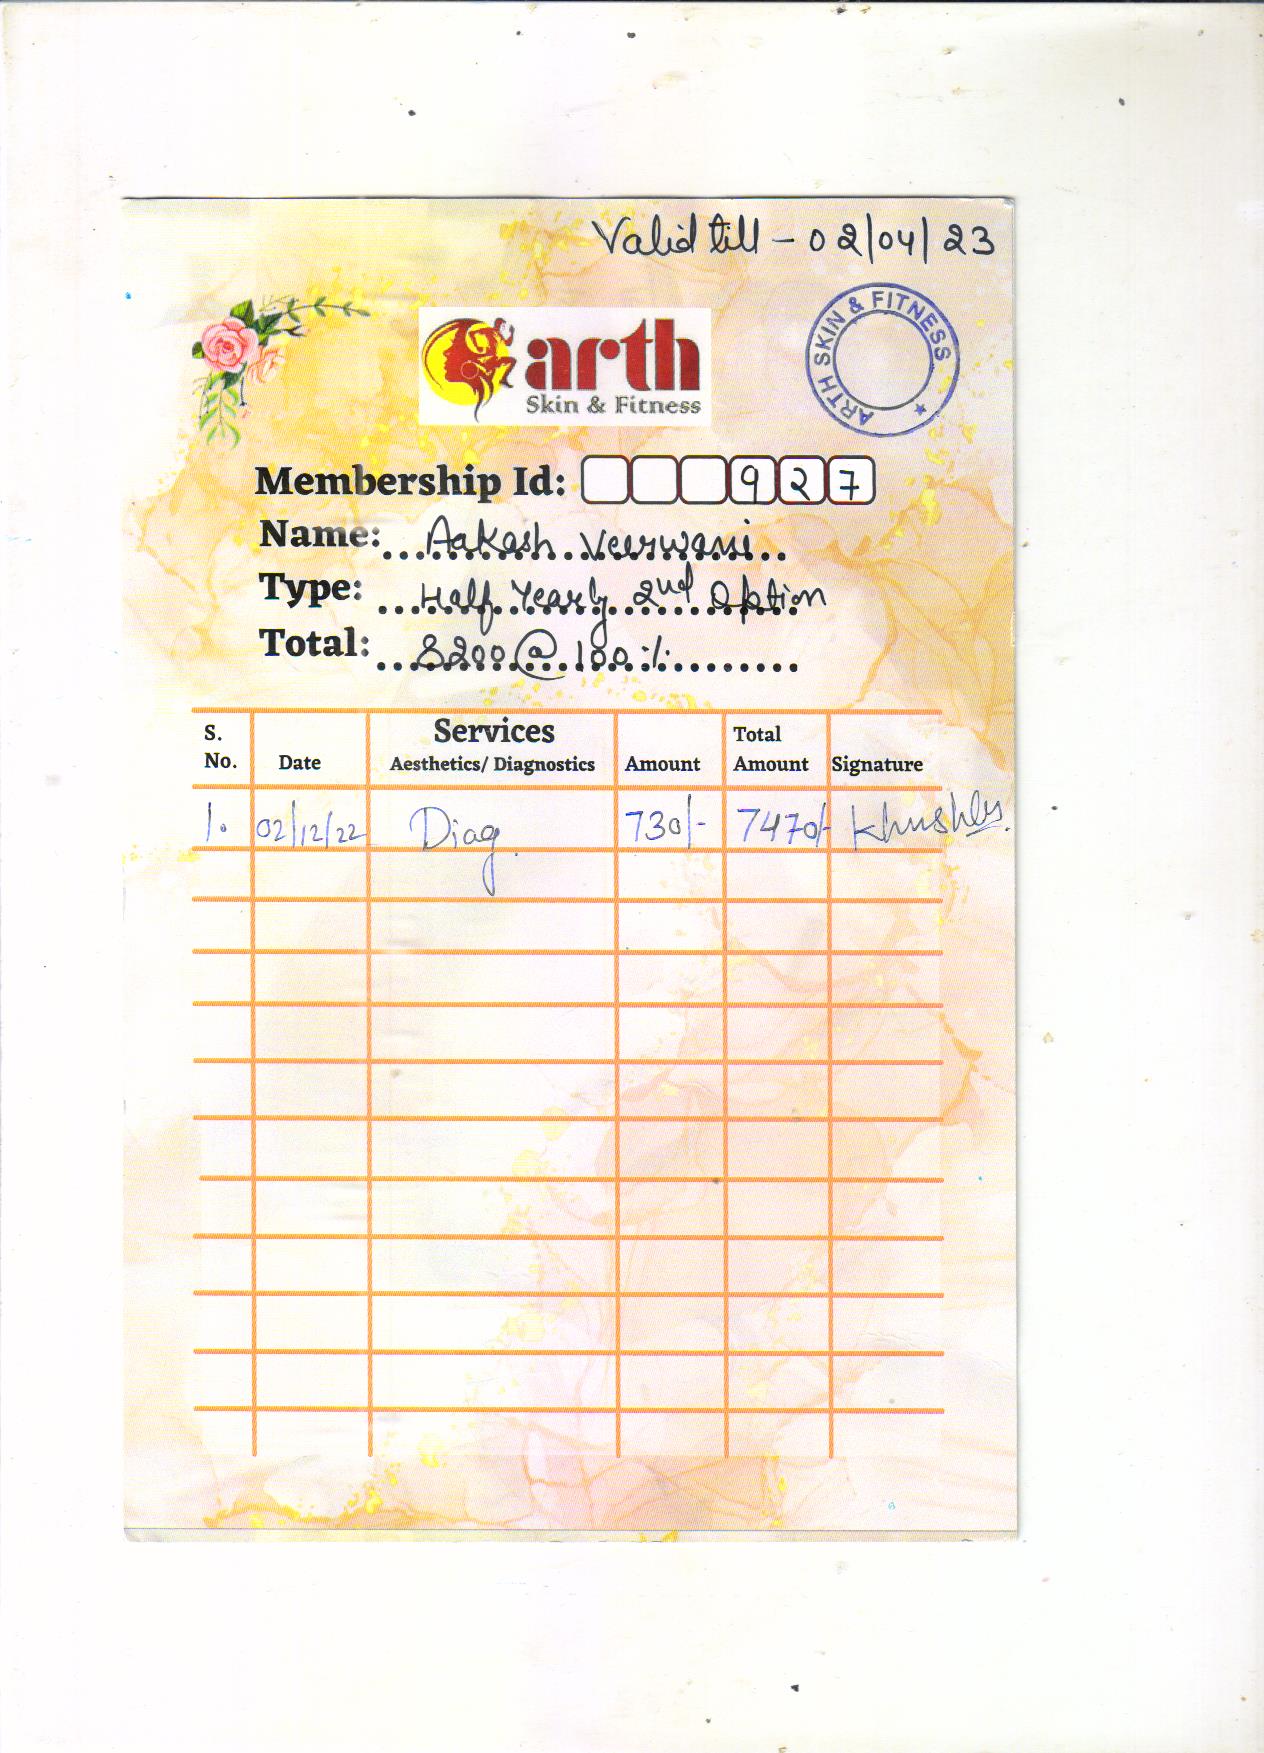 Valid till - 02/04/23
arth
Skin & Fitness
ARTH SKIN & FITNESS
Membership Id: 927
Name: Aakash Veerwani
Type: Half Yearly 2nd Option
Total: 8200@100%
S. No. Date Services Aesthetics/ Diagnostics Amount Total Amount Signature
1. 02/12/22 Diag 730/- 7470/-